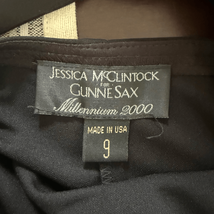 JESSICA McCLINTOCK
FOR
GUNNE SAX
Millennium 2000
MADE IN USA
9